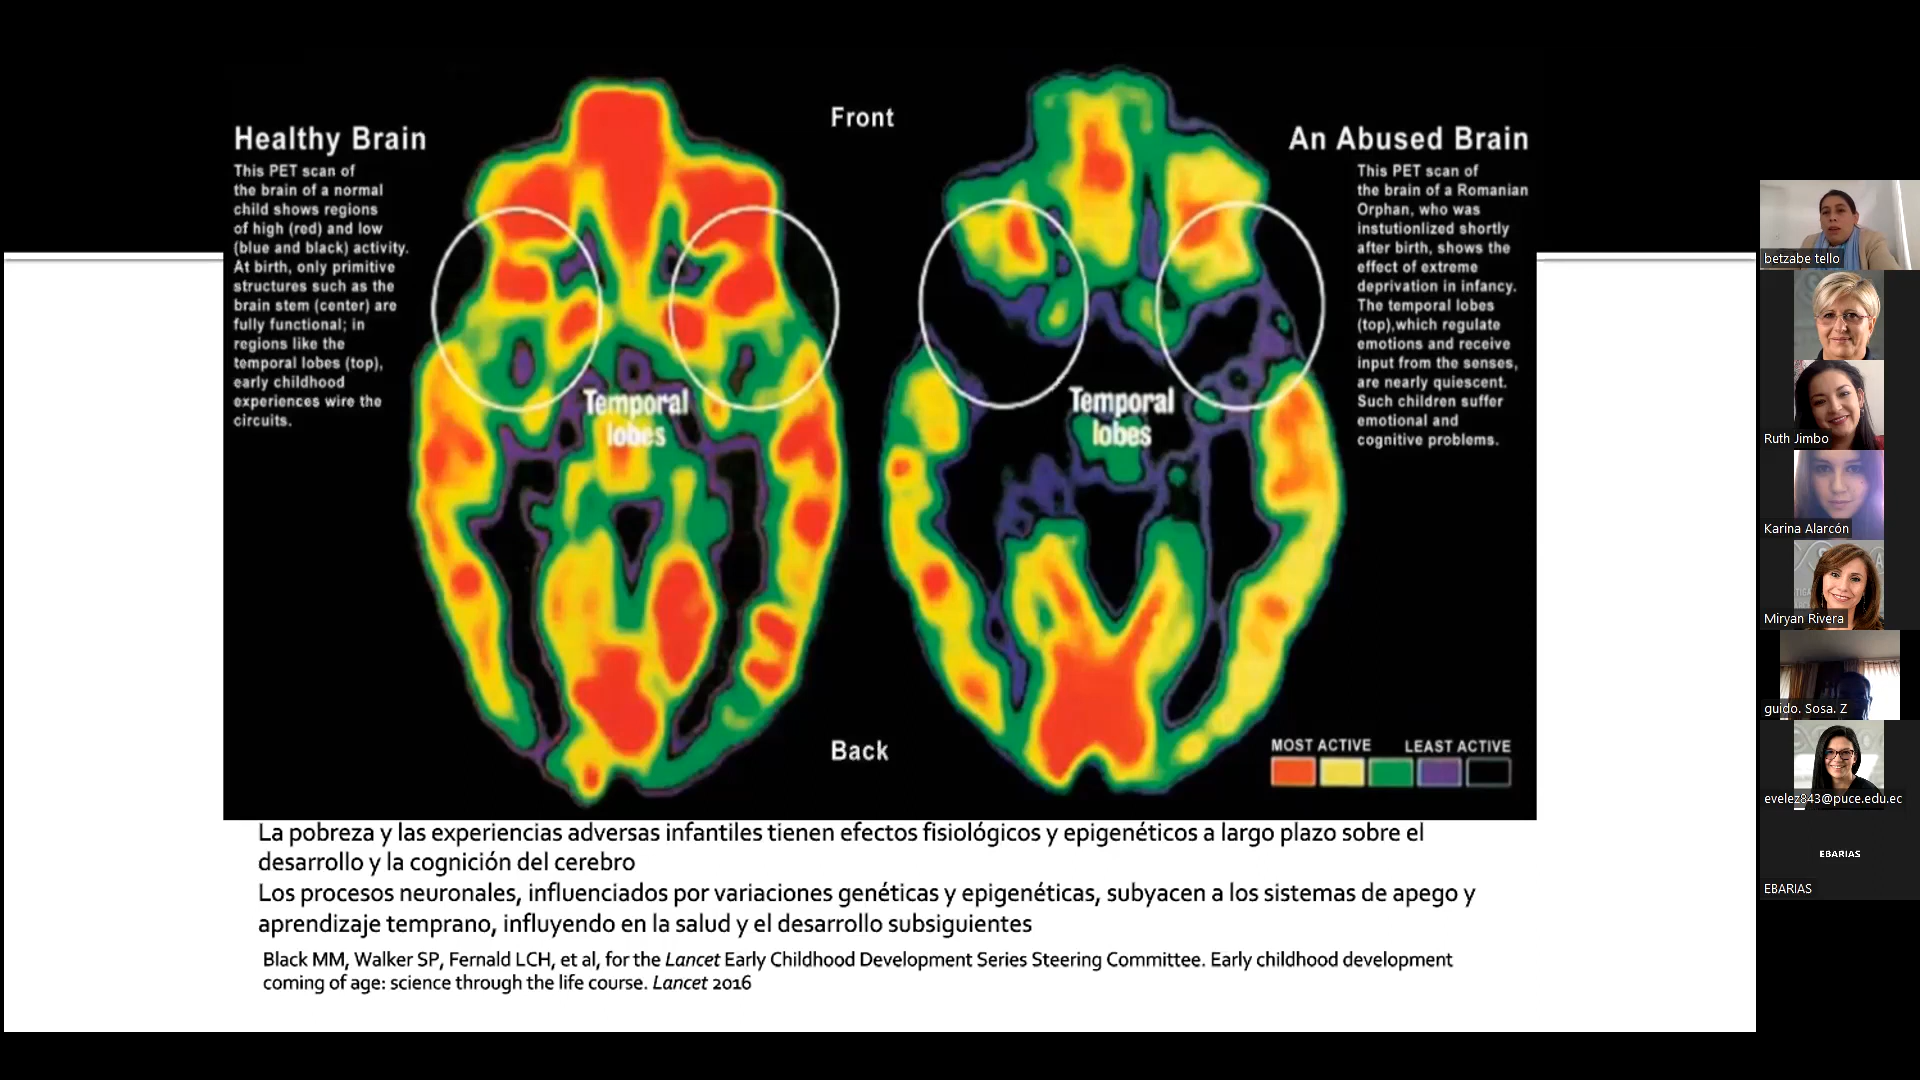 Healthy Brain
This PET scan of
the brain of a normal
child shows regions
of high (red) and low
(blue and black) activity.
At birth, only primitive
structures such as the
brain stem (center) are
fully functional; in
regions like the
temporal lobes (top),
early childhood
experiences wire the
circuits.
Front
Temporal
lobes
Temporal
lobes
Back
An Abused Brain
This PET scan of
the brain of a Romanian
Orphan, who was
instutionlized shortly
after birth, shows the
effect of extreme
deprivation in infancy.
The temporal lobes
(top),which regulate
emotions and receive
input from the senses,
are nearly quiescent.
Such children suffer
emotional and
cognitive problems.
MOST ACTIVE LEAST ACTIVE
La pobreza y las experiencias adversas infantiles tienen efectos fisiológicos y epigenéticos a largo plazo sobre el
desarrollo y la cognición del cerebro
Los procesos neuronales, influenciados por variaciones genéticas y epigenéticas, subyacen a los sistemas de apego y
aprendizaje temprano, influyendo en la salud y el desarrollo subsiguientes
Black MM, Walker SP, Fernald LCH, et al, for the Lancet Early Childhood Development Series Steering Committee. Early childhood development
coming of age: science through the life course. Lancet 2016
betzabe tello
Ruth Jimbo
Karina Alarcón
Miryan Rivera
guido. Sosa. Z
evelez843@puce.edu.ec
EBARIAS
EBARIAS